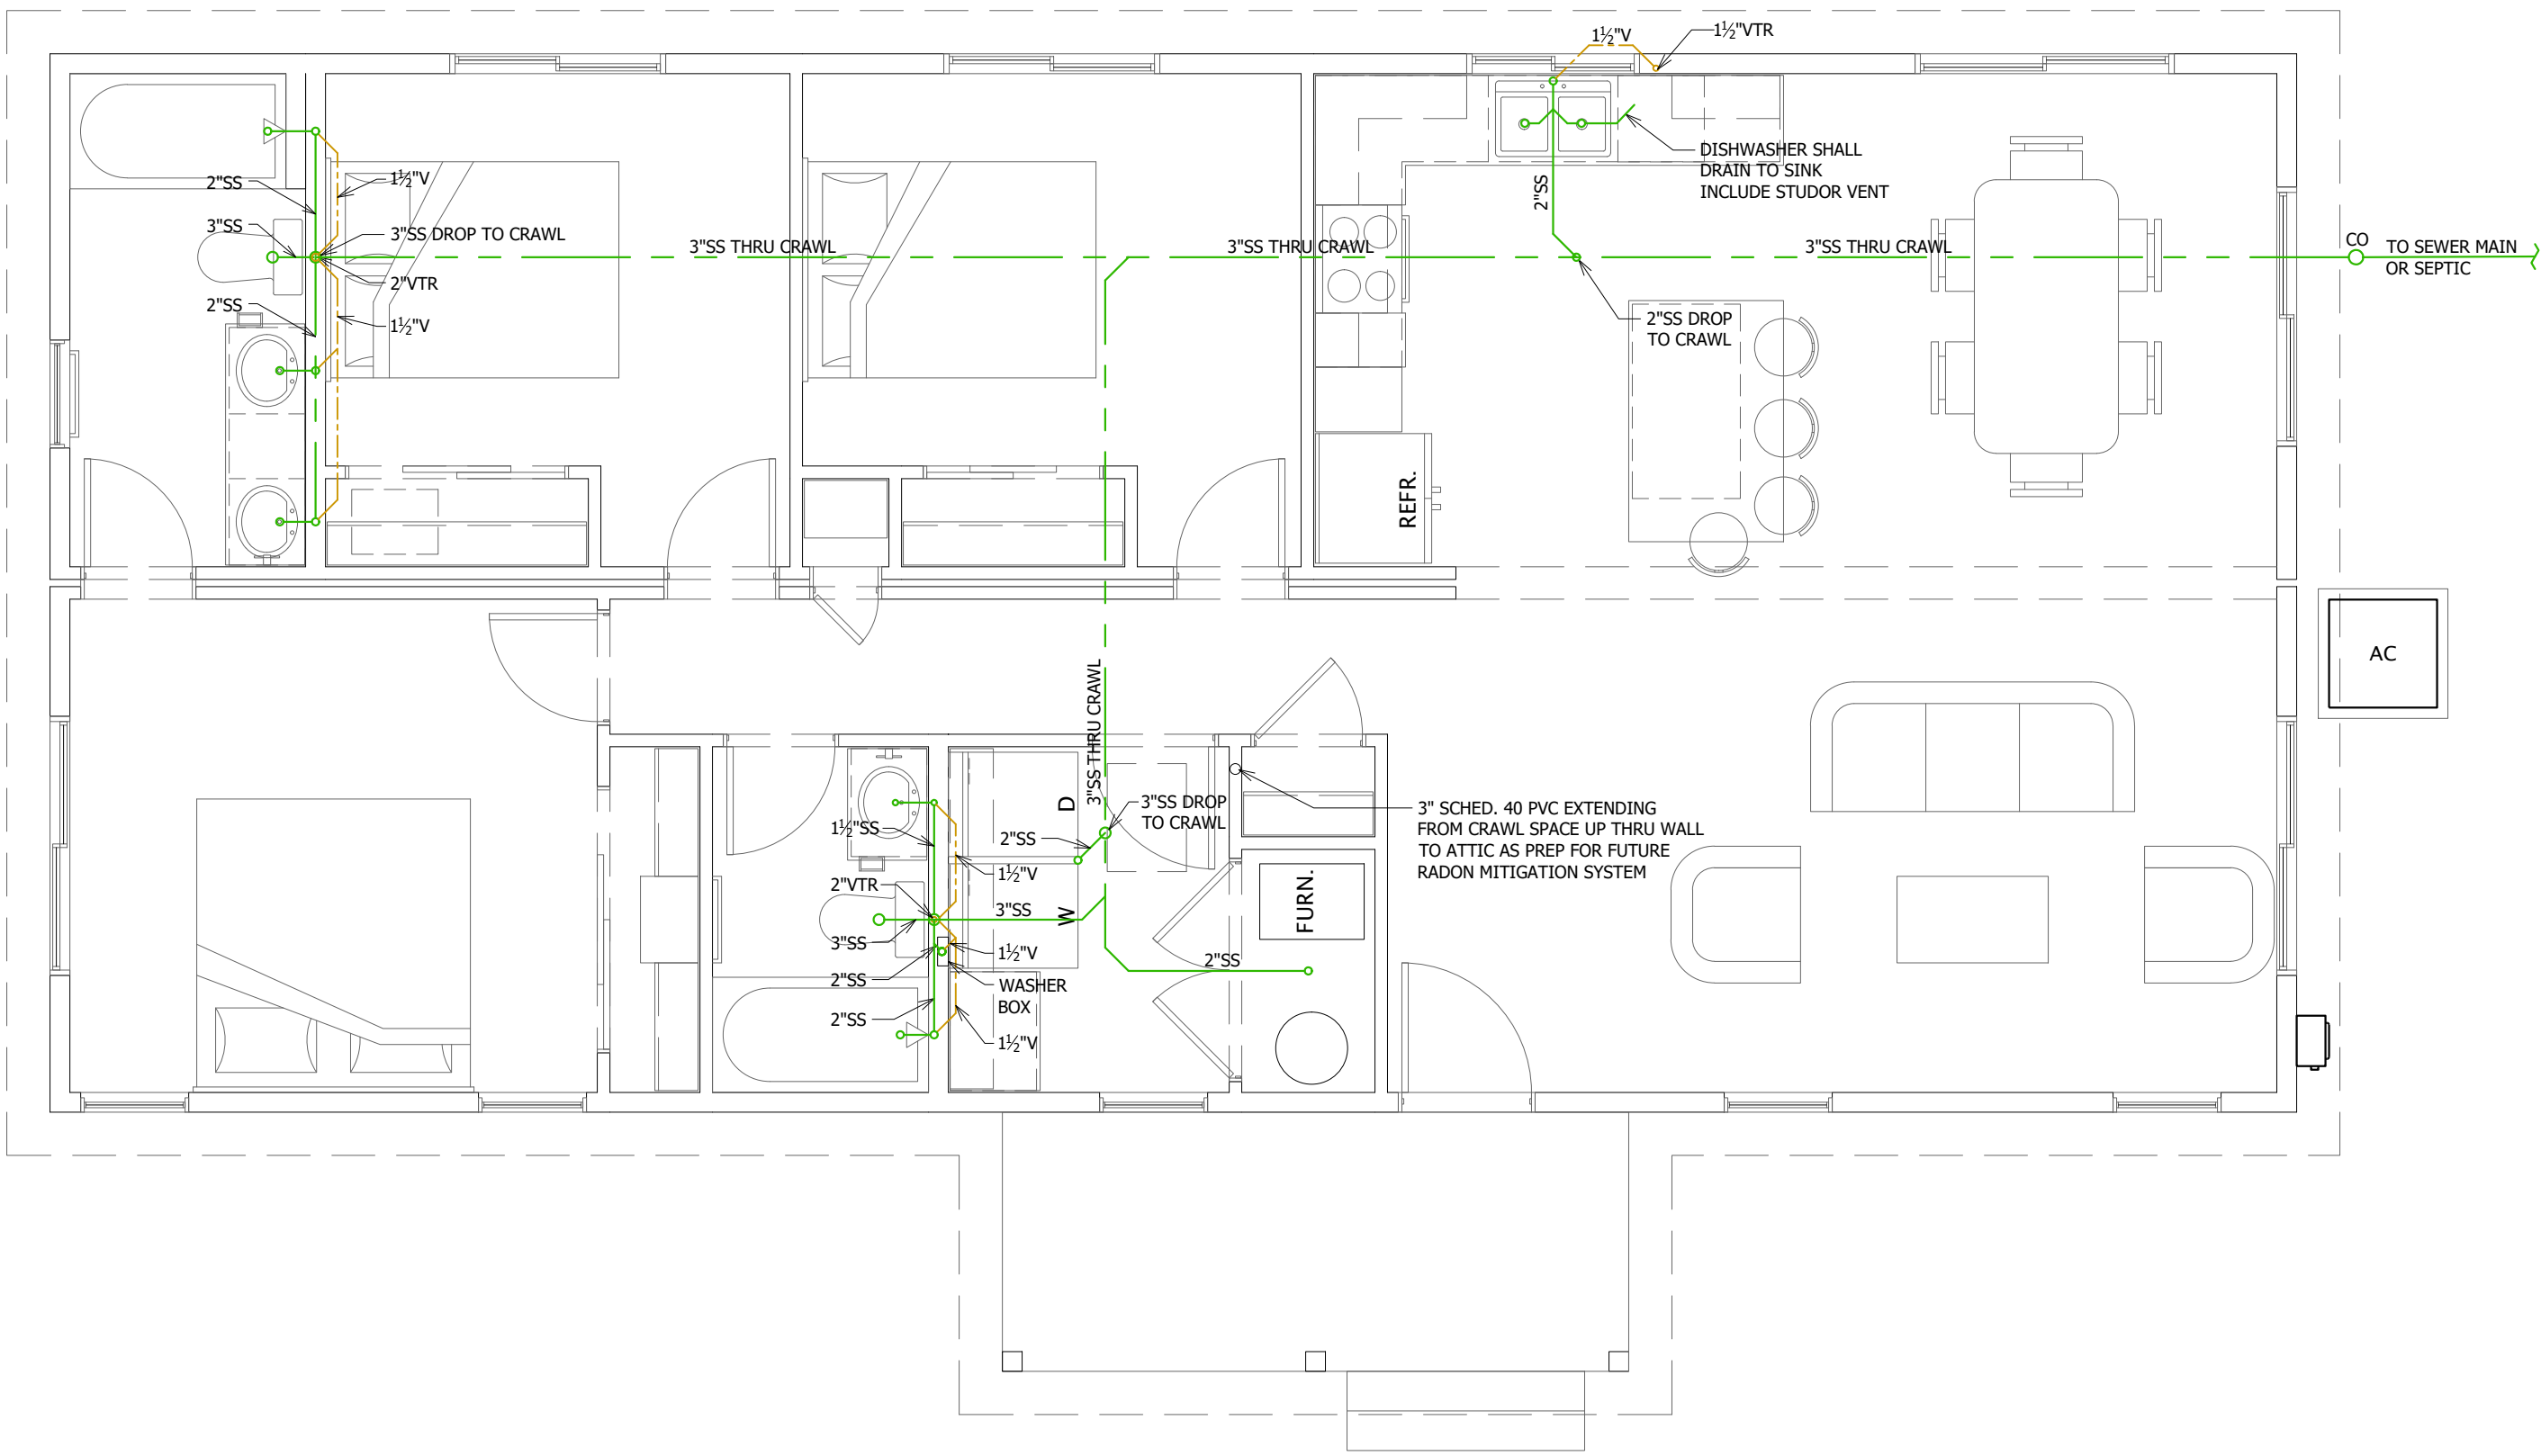 1½"V
1½"VTR
DISHWASHER SHALL
DRAIN TO SINK
INCLUDE STUDOR VENT
2"SS
1½"V
2"SS
3"SS
3"SS DROP TO CRAWL
3"SS THRU CRAWL
3"SS THRU CRAWL
3"SS THRU CRAWL
CO
TO SEWER MAIN
OR SEPTIC
2"VTR
2"SS
1½"V
2"SS DROP
TO CRAWL
REFR.
AC
3"SS THRU CRAWL
D
3"SS DROP
TO CRAWL
3" SCHED. 40 PVC EXTENDING
FROM CRAWL SPACE UP THRU WALL
TO ATTIC AS PREP FOR FUTURE
RADON MITIGATION SYSTEM
1½"SS
2"SS
1½"V
2"VTR
FURN.
W
3"SS
3"SS
1½"V
2"SS
2"SS
WASHER
BOX
2"SS
1½"V